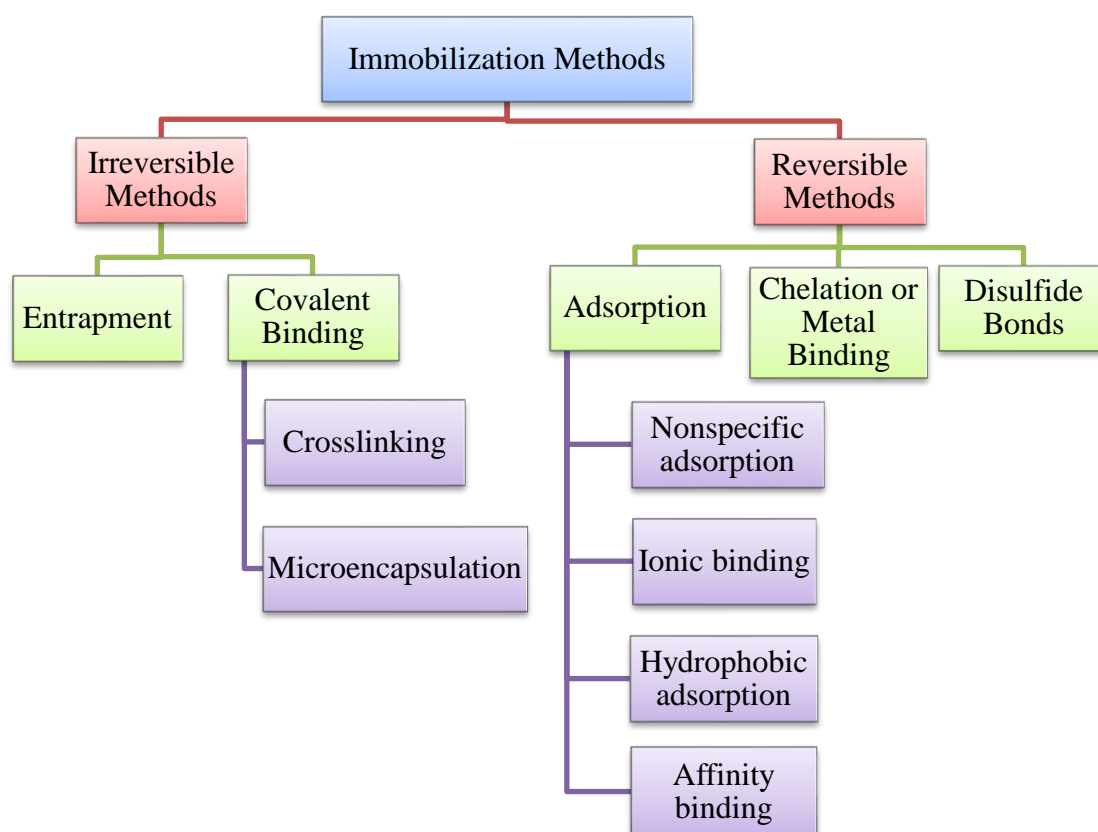 Immobilization Methods
Irreversible
Methods
Reversible
Methods
Entrapment
Covalent
Binding
Adsorption
Chelation or
Metal
Binding
Disulfide
Bonds
Crosslinking
Microencapsulation
Nonspecific
adsorption
Ionic binding
Hydrophobic
adsorption
Affinity
binding